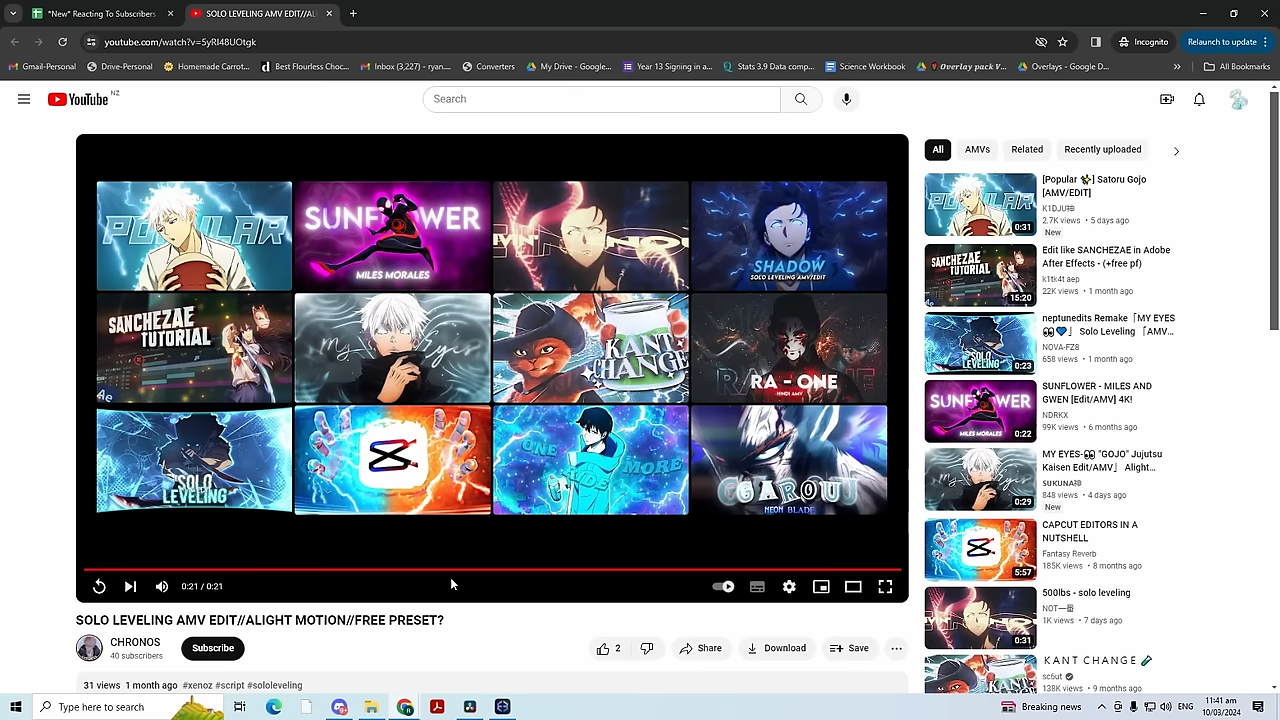 *New* Reacting To Subscribers
SOLO LEVELING AMV EDIT//ALI
youtube.com/watch?v=5yRI48UOtgk
Incognito
Relaunch to update
Gmail-Personal
Drive-Personal
Homemade Carrot...
Best Flourless Choc...
Inbox (3,227) - ryan...
Converters
My Drive - Google...
Year 13 Signing in a...
Stats 3.9 Data comp...
Science Workbook
Overlay pack V...
Overlays - Google D...
All Bookmarks
YouTube NZ
Search
POPULAR
SUNFLOWER
MILES MORALES
SHADOW
SOLO LEVELING AMV/EDIT
SANCHEZAE
TUTORIAL
Ae
My Eyes
KANT
CHANGE
RA - ONE
HINDI AMV
SOLO
LEVELING
ONE
MORE
GAROU
NEON BLADE
0:21 / 0:21
SOLO LEVELING AMV EDIT//ALIGHT MOTION//FREE PRESET?
CHRONOS
40 subscribers
Subscribe
2
Share
Download
Save
31 views 1 month ago #xenoz #script #sololeveling
All
AMVs
Related
Recently uploaded
[Popular ✨] Satoru Gojo
[AMV/EDIT]
2.7K views • 5 days ago
New
0:31
Edit like SANCHEZAE in Adobe
After Effects - (+free pf)
k1tk4t aep
22K views • 1 month ago
15:20
neptunedits Remake「MY EYES
👀💙」 Solo Leveling 「AMV...
NOVA-FZ8
658 views • 1 month ago
0:23
SUNFLOWER - MILES AND
GWEN [Edit/AMV] 4K!
NDRKX
99K views • 6 months ago
0:22
MY EYES-👀 "GOJO" Jujutsu
Kaisen Edit/AMV」 Alight...
848 views • 4 days ago
New
0:29
CAPCUT EDITORS IN A
NUTSHELL
Fantasy Reverb
185K views • 8 months ago
5:57
500lbs - solo leveling
1K views • 7 days ago
0:31
KANT CHANGE 🧪
sc6ut
138K views • 9 months ago
Type here to search
Breaking news
ENG
11:41 am
10/03/2024